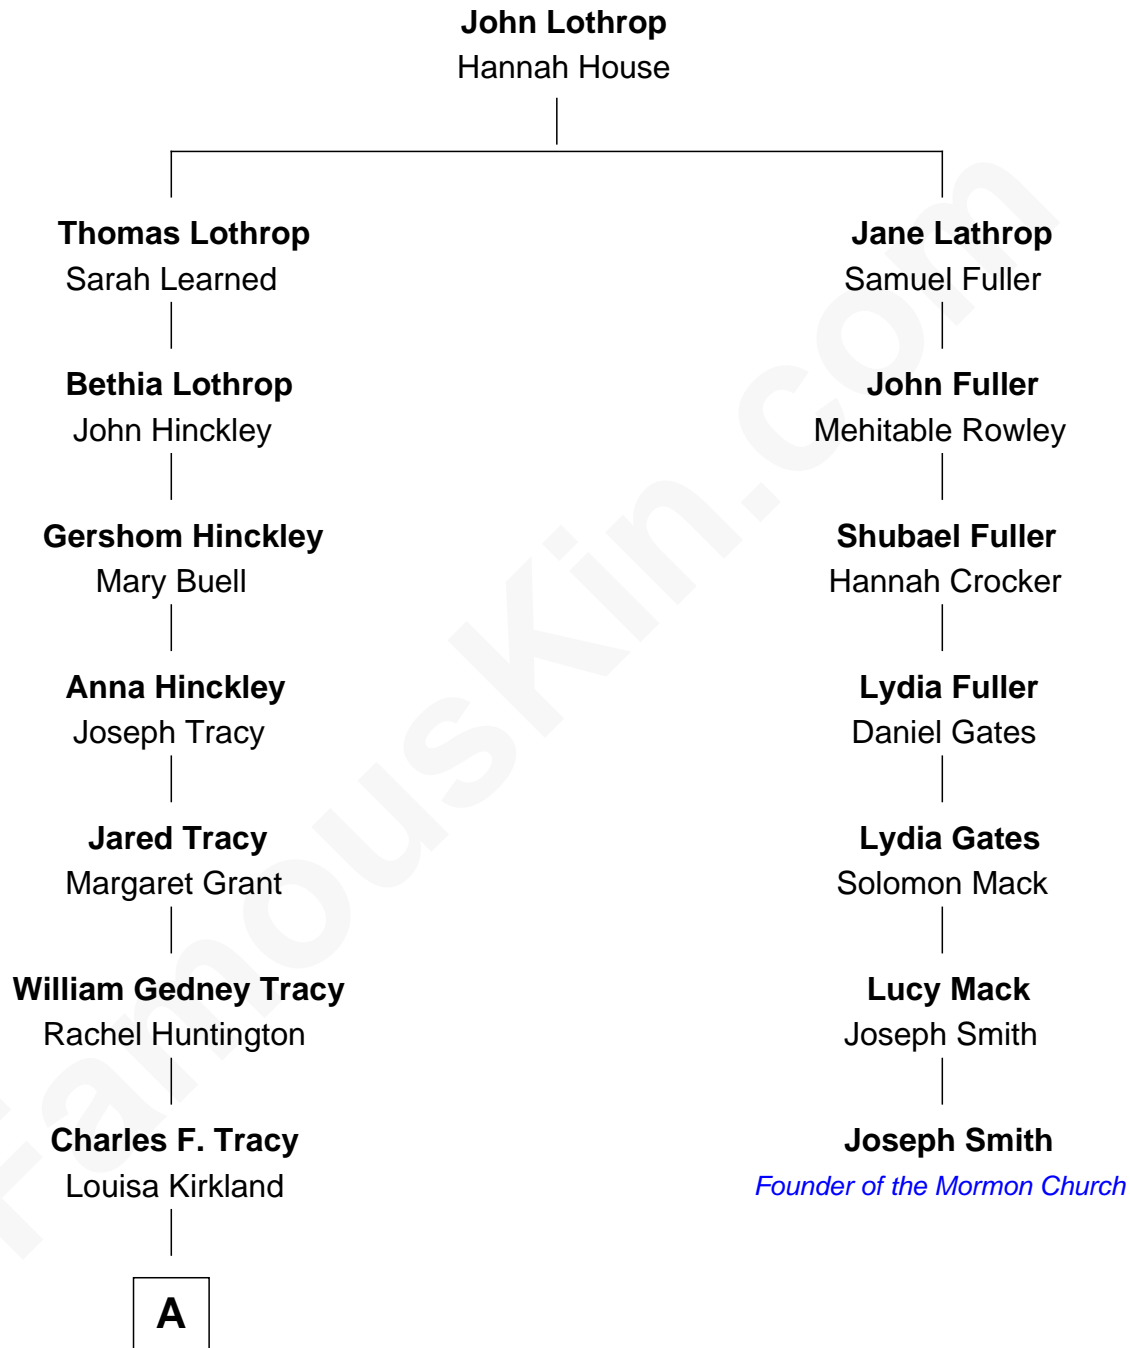 John Lothrop
Hannah House
Thomas Lothrop
Sarah Learned
Jane Lathrop
Samuel Fuller
Bethia Lothrop
John Hinckley
John Fuller
Mehitable Rowley
Gershom Hinckley
Mary Buell
Shubael Fuller
Hannah Crocker
Anna Hinckley
Joseph Tracy
Lydia Fuller
Daniel Gates
Jared Tracy
Margaret Grant
Lydia Gates
Solomon Mack
William Gedney Tracy
Rachel Huntington
Lucy Mack
Joseph Smith
Charles F. Tracy
Louisa Kirkland
Joseph Smith
Founder of the Mormon Church
A
FamousKin.com